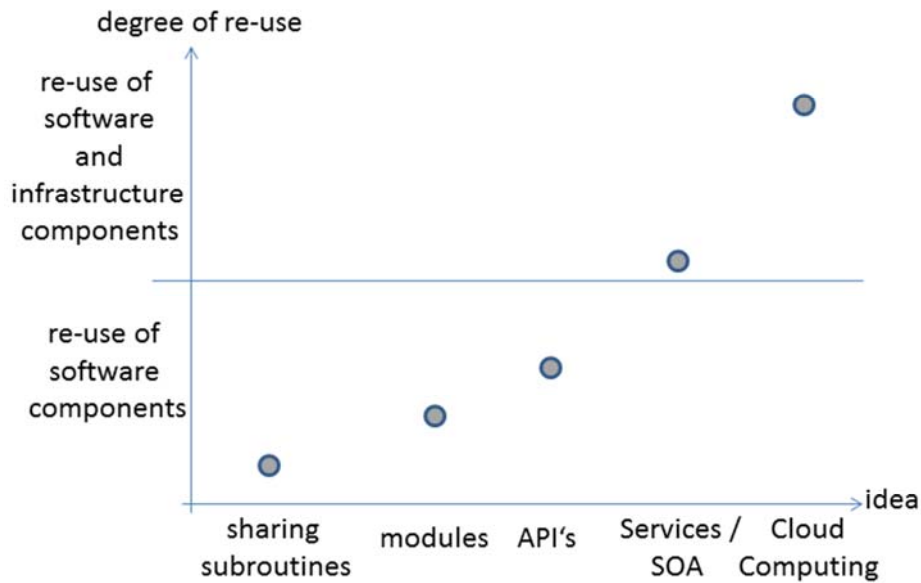 degree of re-use
re-use of
software
and
infrastructure
components
re-use of
software
components
idea
sharing
subroutines
modules
API‘s
Services /
SOA
Cloud
Computing